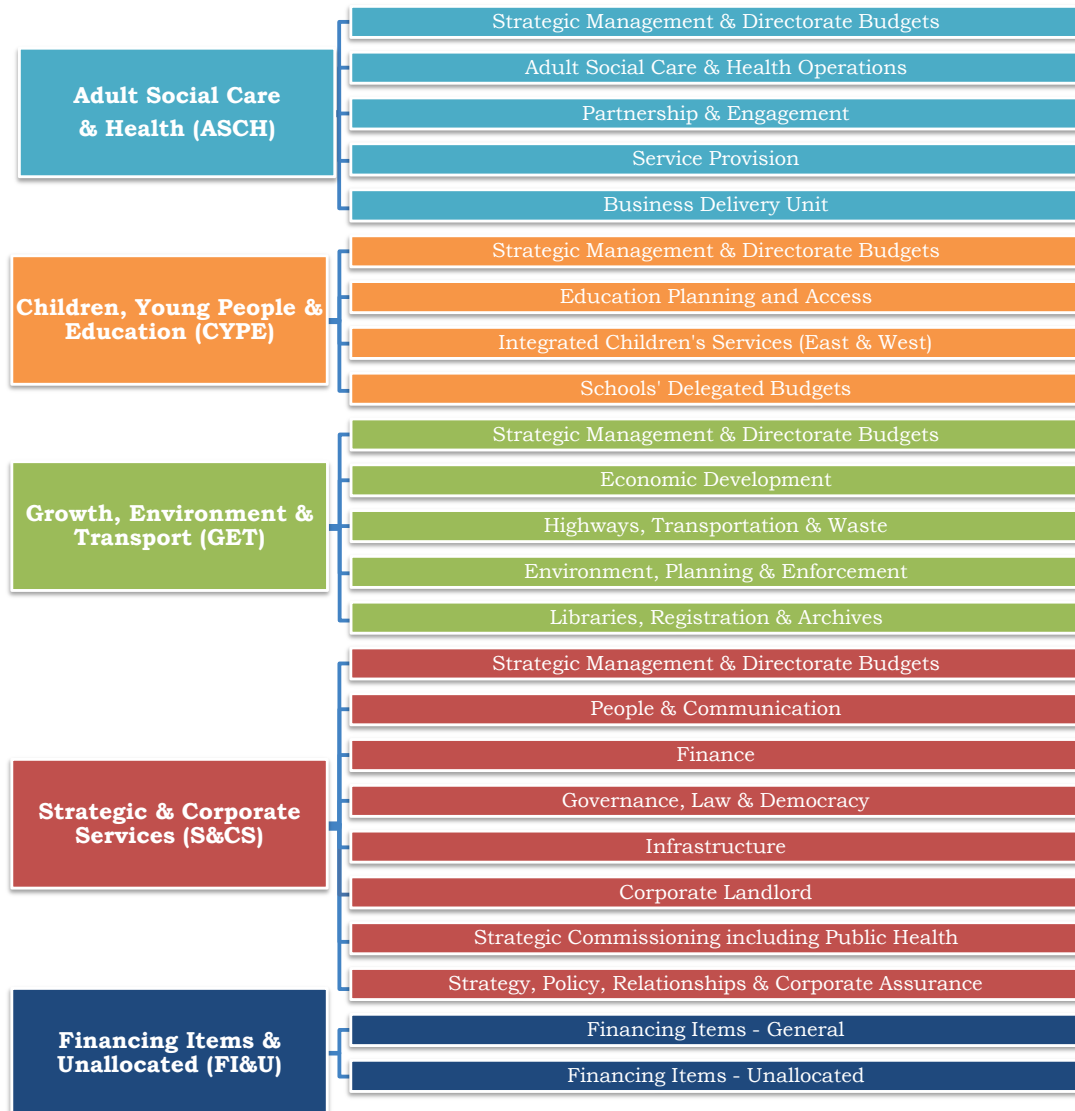 Adult Social Care
& Health (ASCH)
Strategic Management & Directorate Budgets
Adult Social Care & Health Operations
Partnership & Engagement
Service Provision
Business Delivery Unit
Children, Young People &
Education (CYPE)
Strategic Management & Directorate Budgets
Education Planning and Access
Integrated Children's Services (East & West)
Schools' Delegated Budgets
Growth, Environment &
Transport (GET)
Strategic Management & Directorate Budgets
Economic Development
Highways, Transportation & Waste
Environment, Planning & Enforcement
Libraries, Registration & Archives
Strategic & Corporate
Services (S&CS)
Strategic Management & Directorate Budgets
People & Communication
Finance
Governance, Law & Democracy
Infrastructure
Corporate Landlord
Strategic Commissioning including Public Health
Strategy, Policy, Relationships & Corporate Assurance
Financing Items &
Unallocated (FI&U)
Financing Items - General
Financing Items - Unallocated